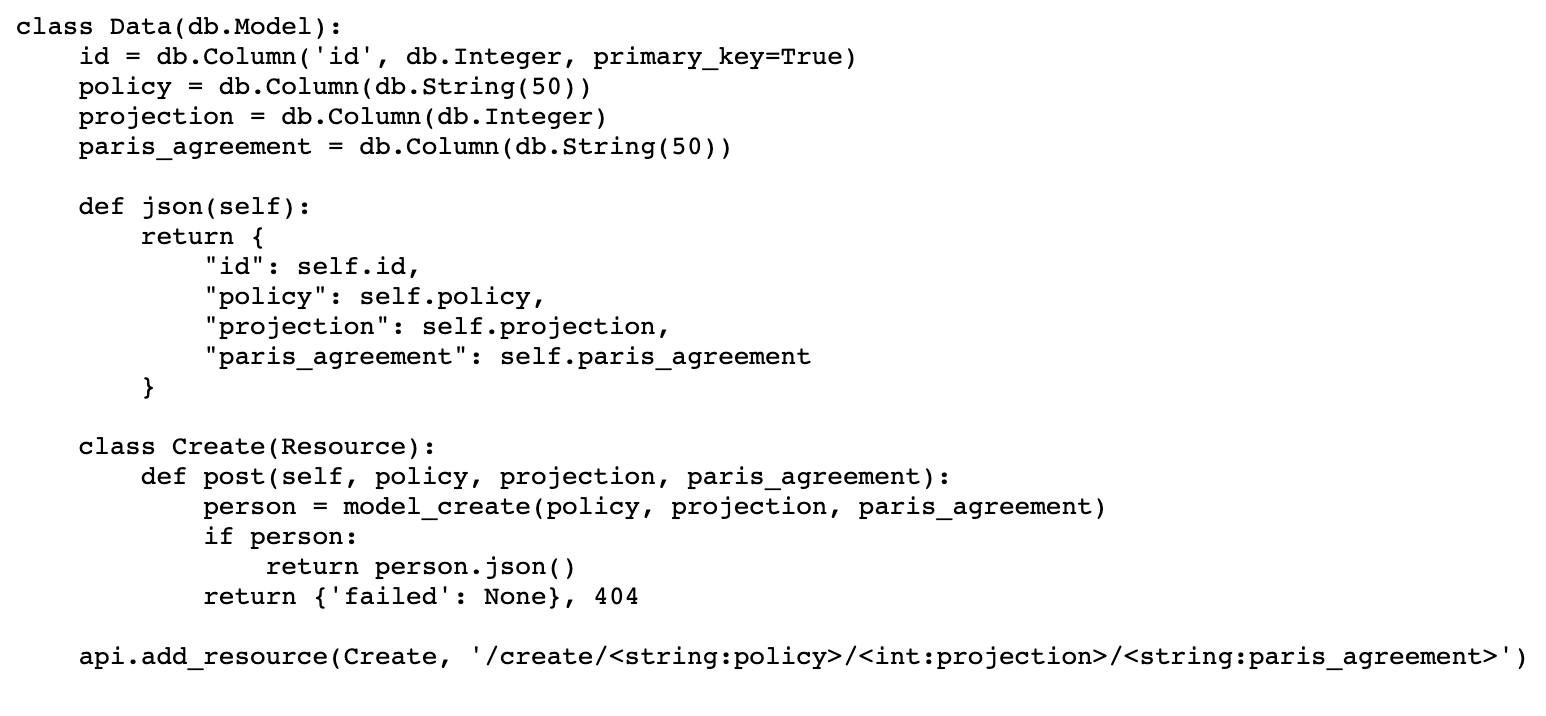 class Data(db.Model):
    id = db.Column('id', db.Integer, primary_key=True)
    policy = db.Column(db.String(50))
    projection = db.Column(db.Integer)
    paris_agreement = db.Column(db.String(50))

    def json(self):
        return {
            "id": self.id,
            "policy": self.policy,
            "projection": self.projection,
            "paris_agreement": self.paris_agreement
        }

    class Create(Resource):
        def post(self, policy, projection, paris_agreement):
            person = model_create(policy, projection, paris_agreement)
            if person:
                return person.json()
            return {'failed': None}, 404

    api.add_resource(Create, '/create/<string:policy>/<int:projection>/<string:paris_agreement>')